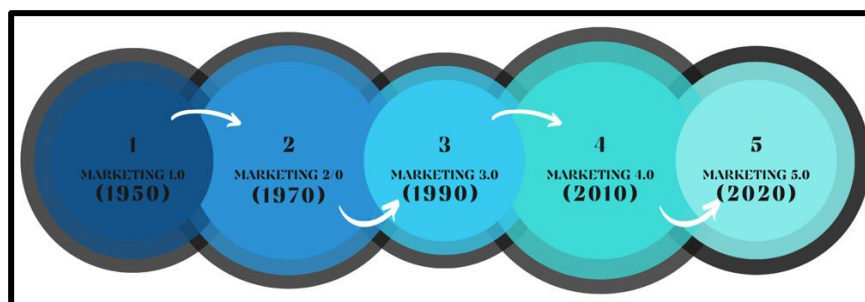 1
MARKETING 1.0
(1950)
2
MARKETING 2/0
(1970)
3
MARKETING 3.0
(1990)
4
MARKETING 4.0
(2010)
5
MARKETING 5.0
(2020)